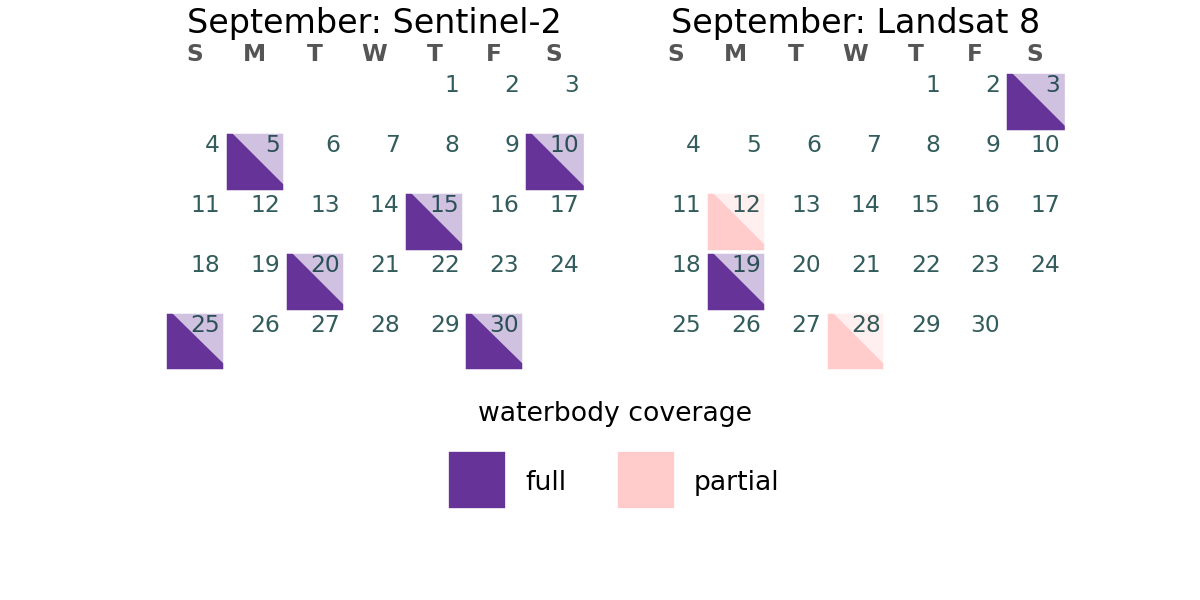 September: Sentinel-2
S M T W T F S
1 2 3
4 5 6 7 8 9 10
11 12 13 14 15 16 17
18 19 20 21 22 23 24
25 26 27 28 29 30
September: Landsat 8
S M T W T F S
1 2 3
4 5 6 7 8 9 10
11 12 13 14 15 16 17
18 19 20 21 22 23 24
25 26 27 28 29 30
waterbody coverage
full
partial